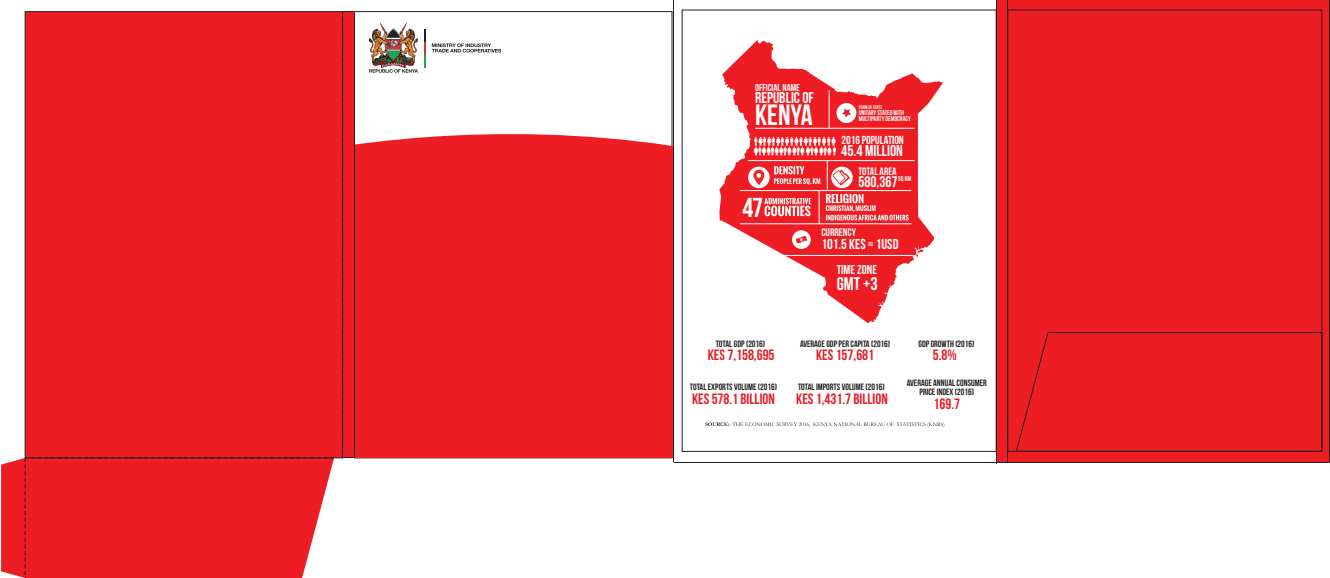 MINISTRY OF INDUSTRY
TRADE AND COOPERATIVES
REPUBLIC OF KENYA
OFFICIAL NAME
REPUBLIC OF
KENYA
FORM OF STATE
UNITARY STATED WITH
MULTIPARTY DEMOCRACY
2016 POPULATION
45.4 MILLION
DENSITY
PEOPLE PER SQ. KM
TOTAL AREA
580,367 SQ KM
47 ADMINISTRATIVE
COUNTIES
RELIGION
CHRISTIAN, MUSLIM
INDIGENOUS AFRICA AND OTHERS
CURRENCY
101.5 KES = 1USD
TIME ZONE
GMT +3
TOTAL GDP (2016)
KES 7,158,695
AVERAGE GDP PER CAPITA (2016)
KES 157,681
GDP GROWTH (2016)
5.8%
TOTAL EXPORTS VOLUME (2016)
KES 578.1 BILLION
TOTAL IMPORTS VOLUME (2016)
KES 1,431.7 BILLION
AVERAGE ANNUAL CONSUMER
PRICE INDEX (2016)
169.7
SOURCE: THE ECONOMIC SURVEY 2016, KENYA NATIONAL BUREAU OF STATISTICS (KNBS)